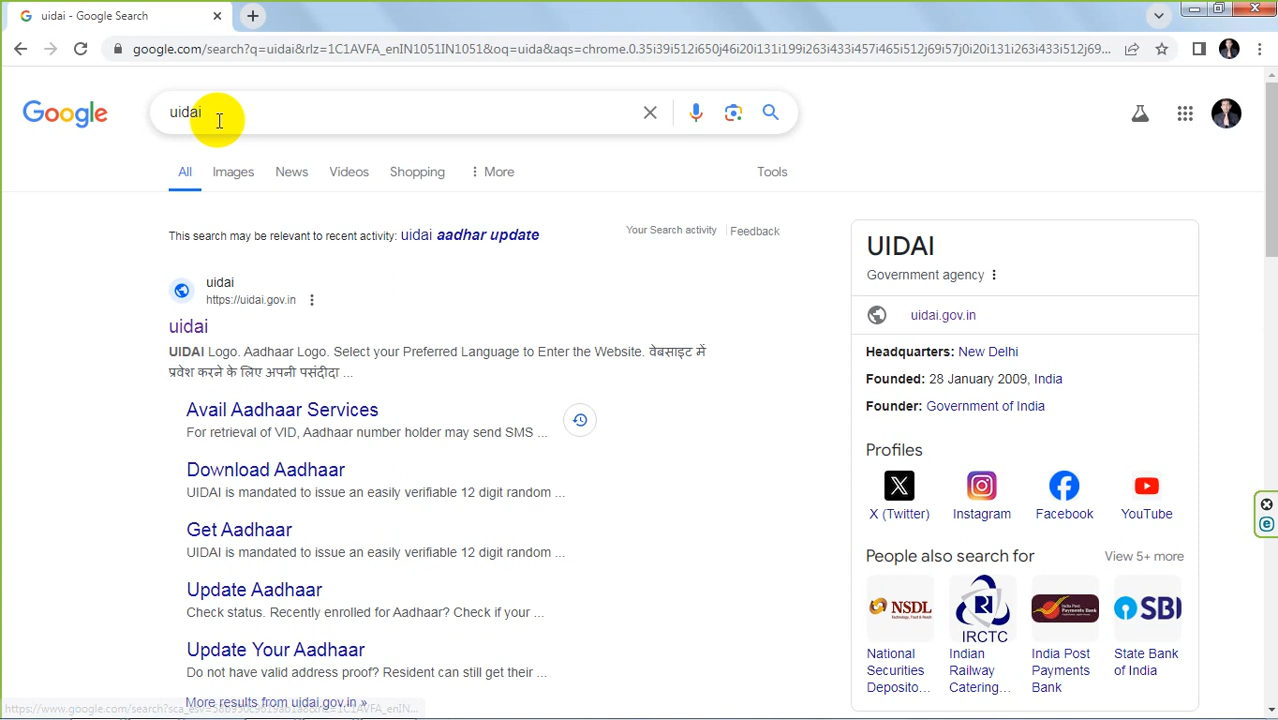 uidai - Google Search
google.com/search?q=uidai&rlz=1C1AVFA_enIN1051IN1051&oq=uida&aqs=chrome.0.35i39i512i650j46i20i131i199i263i433i457i465i512j69i57j0i20i131i263i433i512j69...
Google
uidai
All
Images
News
Videos
Shopping
More
Tools
This search may be relevant to recent activity: uidai aadhar update
Your Search activity
Feedback
uidai
https://uidai.gov.in
uidai
UIDAI Logo. Aadhaar Logo. Select your Preferred Language to Enter the Website. वेबसाइट में
प्रवेश करने के लिए अपनी पसंदीदा ...
Avail Aadhaar Services
For retrieval of VID, Aadhaar number holder may send SMS ...
Download Aadhaar
UIDAI is mandated to issue an easily verifiable 12 digit random ...
Get Aadhaar
UIDAI is mandated to issue an easily verifiable 12 digit random ...
Update Aadhaar
Check status. Recently enrolled for Aadhaar? Check if your ...
Update Your Aadhaar
Do not have valid address proof? Resident can still get their ...
More results from uidai.gov.in »
UIDAI
Government agency
uidai.gov.in
Headquarters: New Delhi
Founded: 28 January 2009, India
Founder: Government of India
Profiles
X (Twitter)
Instagram
Facebook
YouTube
People also search for
View 5+ more
NSDL
IRCTC
SBI
National
Securities
Deposito...
Indian
Railway
Catering...
India Post
Payments
Bank
State Bank
of India